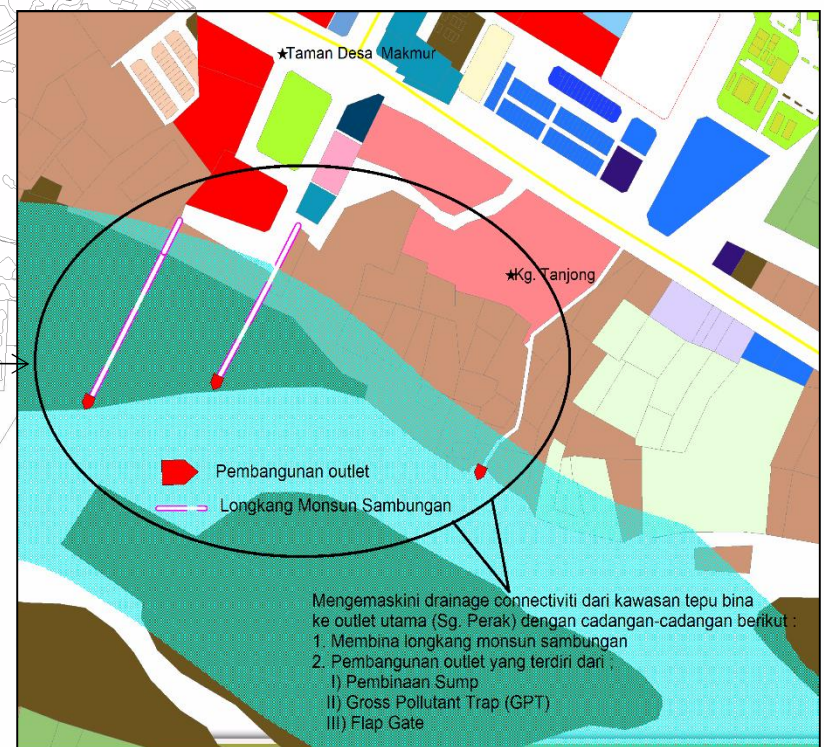 ★Taman Desa Makmur
★Kg. Tanjong
Pembangunan outlet
Longkang Monsun Sambungan
Mengemaskini drainage connectiviti dari kawasan tepu bina
ke outlet utama (Sg. Perak) dengan cadangan-cadangan berikut :
1. Membina longkang monsun sambungan
2. Pembangunan outlet yang terdiri dari ;
I) Pembinaan Sump
II) Gross Pollutant Trap (GPT)
III) Flap Gate